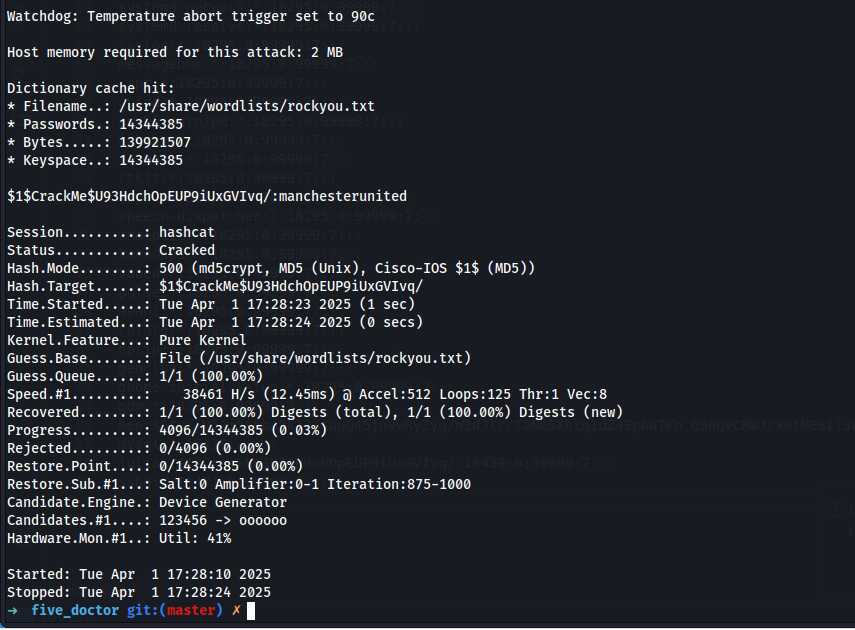 Watchdog: Temperature abort trigger set to 90c
Host memory required for this attack: 2 MB
Dictionary cache hit:
* Filename..: /usr/share/wordlists/rockyou.txt
* Passwords.: 14344385
* Bytes.....: 139921507
* Keyspace..: 14344385
$1$CrackMe$U93HdchOpEUP9iUxGVIvq/:manchesterunited
Session..........: hashcat
Status...........: Cracked
Hash.Mode........: 500 (md5crypt, MD5 (Unix), Cisco-IOS $1$ (MD5))
Hash.Target......: $1$CrackMe$U93HdchOpEUP9iUxGVIvq/
Time.Started.....: Tue Apr  1 17:28:23 2025 (1 sec)
Time.Estimated...: Tue Apr  1 17:28:24 2025 (0 secs)
Kernel.Feature...: Pure Kernel
Guess.Base.......: File (/usr/share/wordlists/rockyou.txt)
Guess.Queue......: 1/1 (100.00%)
Speed.#1.........:    38461 H/s (12.45ms) @ Accel:512 Loops:125 Thr:1 Vec:8
Recovered........: 1/1 (100.00%) Digests (total), 1/1 (100.00%) Digests (new)
Progress.........: 4096/14344385 (0.03%)
Rejected.........: 0/4096 (0.00%)
Restore.Point....: 0/14344385 (0.00%)
Restore.Sub.#1...: Salt:0 Amplifier:0-1 Iteration:875-1000
Candidate.Engine.: Device Generator
Candidates.#1....: 123456 -> oooooo
Hardware.Mon.#1..: Util: 41%
Started: Tue Apr  1 17:28:10 2025
Stopped: Tue Apr  1 17:28:24 2025
→ five_doctor git:(master) ✗